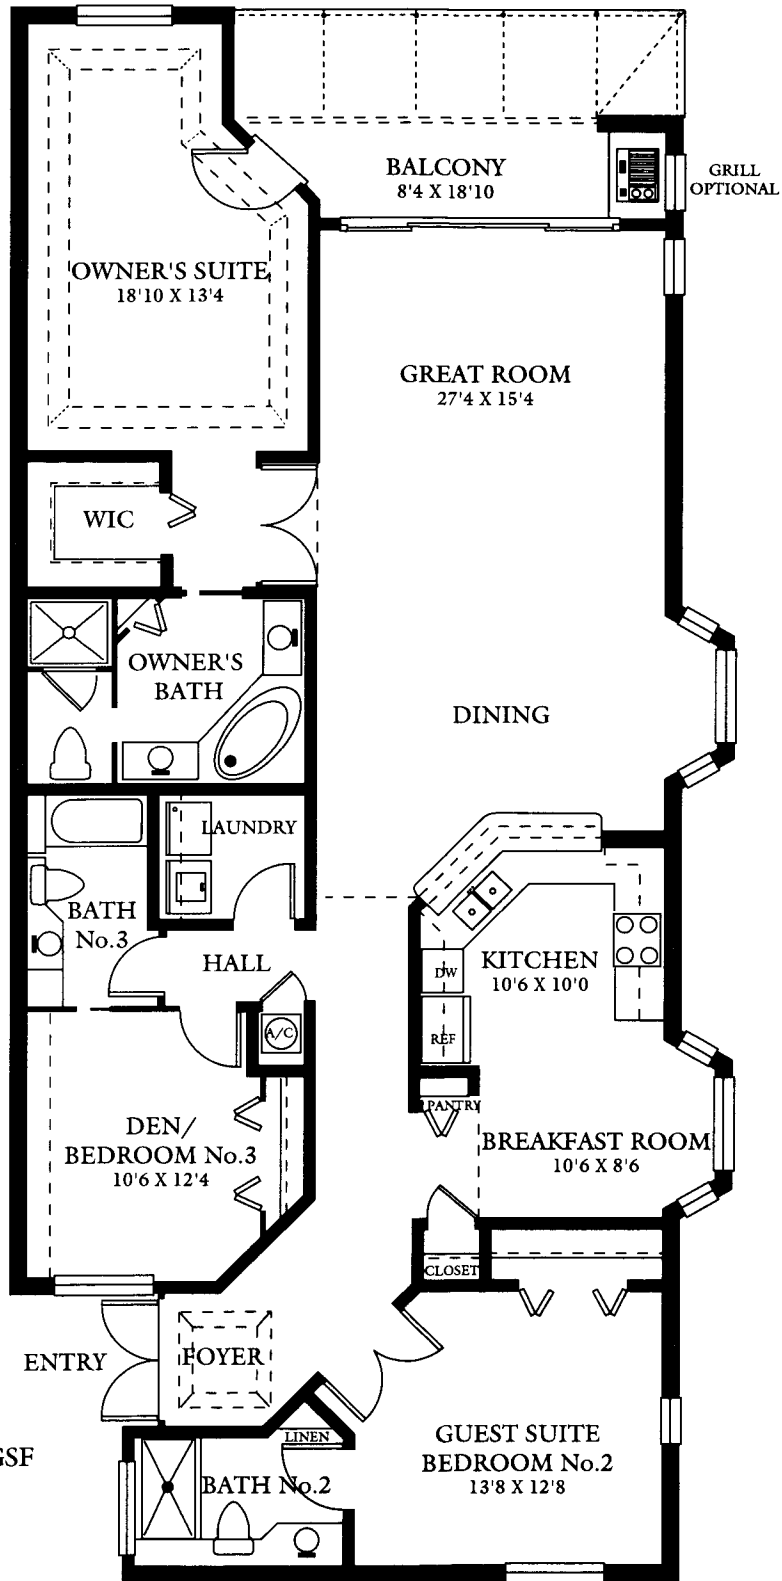 BALCONY
8'4 X 18'10
GRILL
OPTIONAL
OWNER'S SUITE
18'10 X 13'4
GREAT ROOM
27'4 X 15'4
WIC
OWNER'S
BATH
DINING
LAUNDRY
BATH
No.3
HALL
KITCHEN
10'6 X 10'0
DW
A/C
REF
PANTRY
DEN/
BEDROOM No.3
10'6 X 12'4
BREAKFAST ROOM
10'6 X 8'6
CLOSET
ENTRY
FOYER
LINEN
GUEST SUITE
BEDROOM No.2
13'8 X 12'8
GSF
BATH No.2